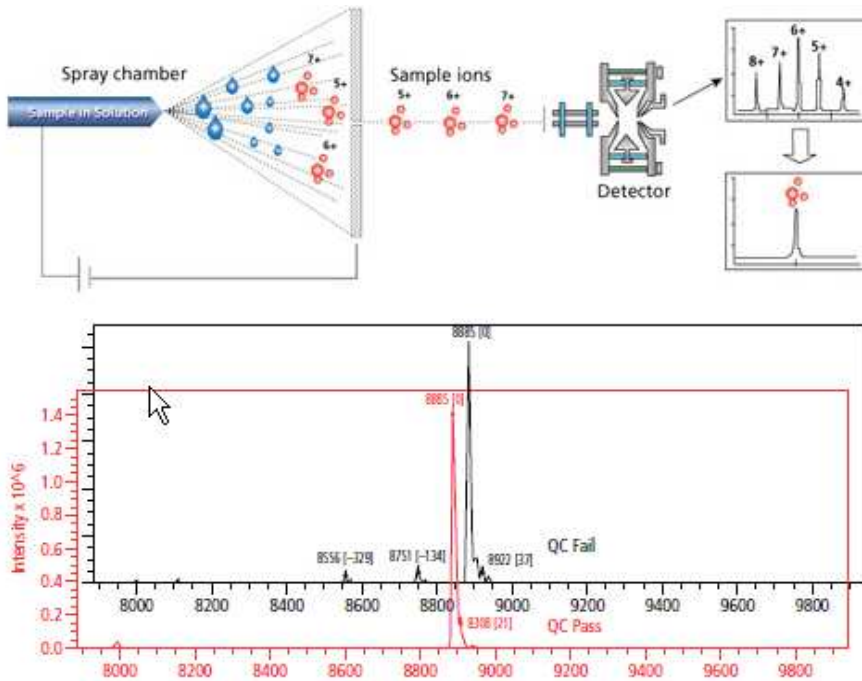 Spray chamber
Sample in Solution
7+
5+
6+
Sample ions
5+ 6+ 7+
Detector
8+ 7+ 6+ 5+ 4+
8885 [0]
8885 [0]
8556 [–329]
8751 [–134]
8922 [37]
QC Fail
8000 8200 8400 8600 8800 9000 9200 9400 9600 9800
Intensity x 10^6
1.4
1.2
1.0
0.8
0.6
0.4
0.2
0.0
[21]
QC Pass
8000 8200 8400 8600 8800 9000 9200 9400 9600 9800